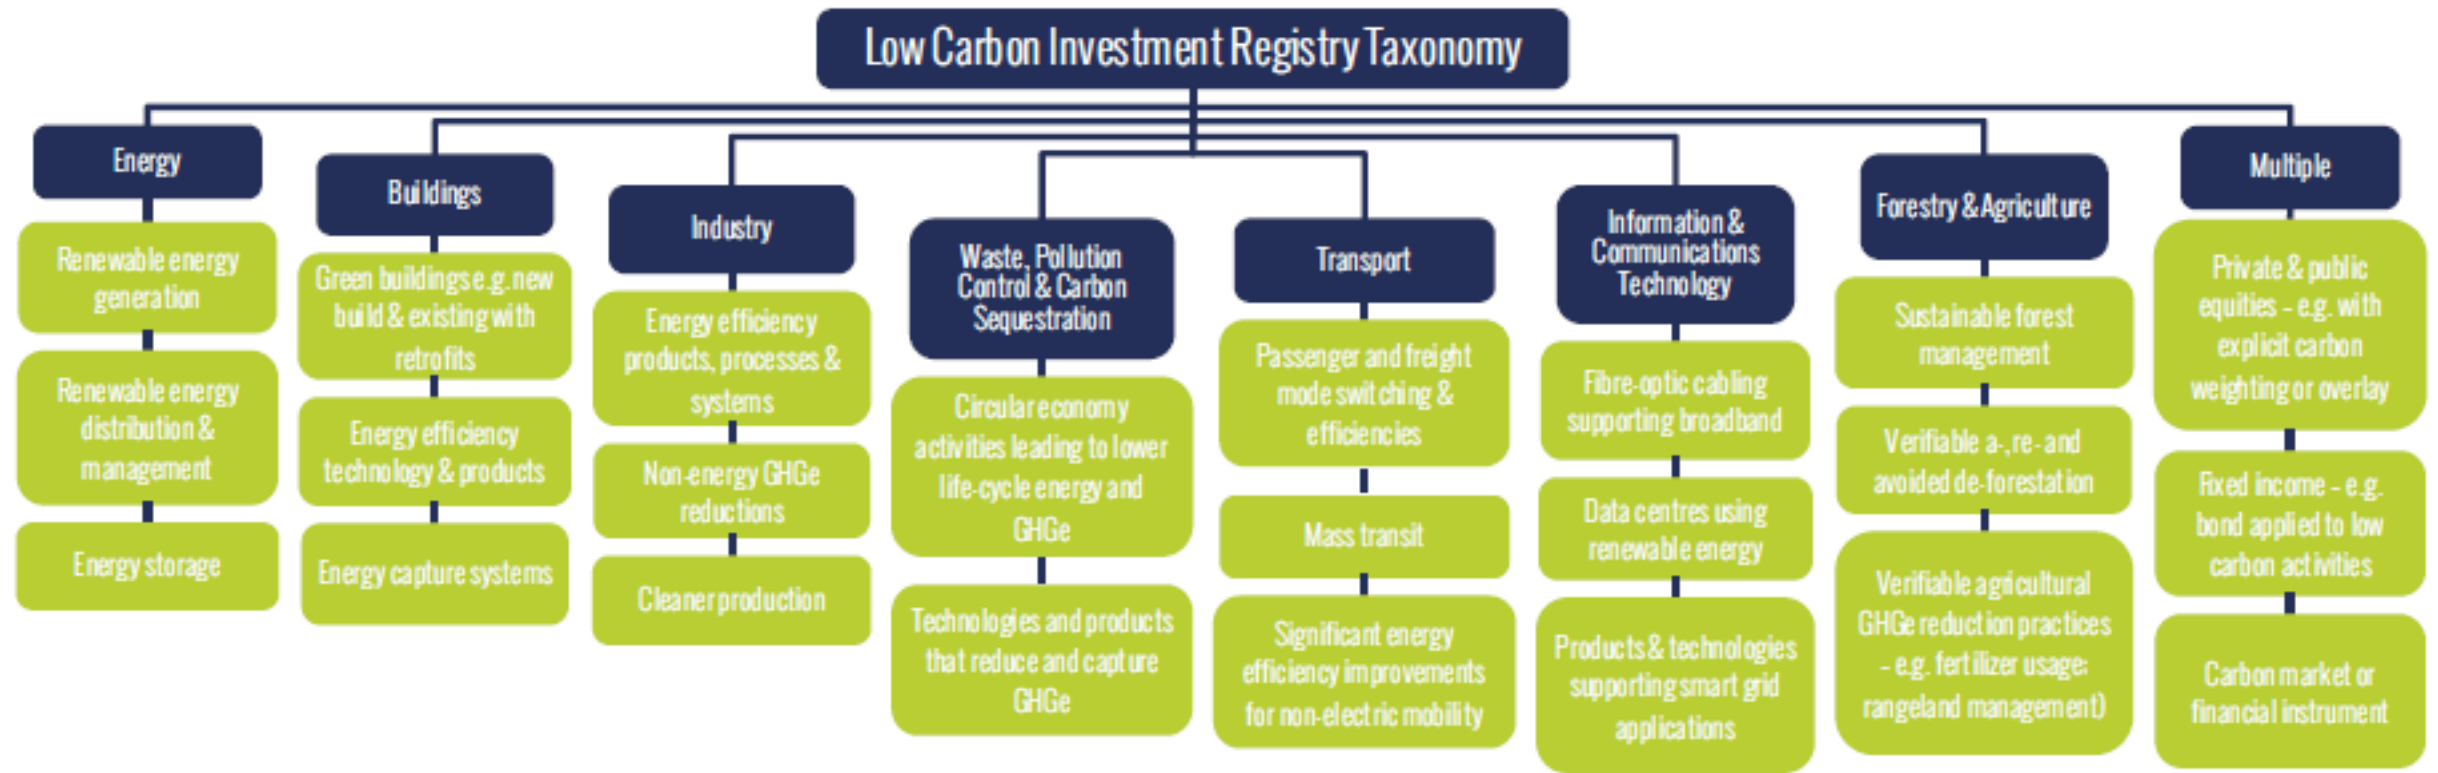 Low Carbon Investment Registry Taxonomy
Energy
Renewable energy
generation
Renewable energy
distribution &
management
Energy storage
Buildings
Green buildings e.g. new
build & existing with
retrofits
Energy efficiency
technology & products
Energy capture systems
Industry
Energy efficiency
products, processes &
systems
Non-energy GHGe
reductions
Cleaner production
Waste, Pollution
Control & Carbon
Sequestration
Circular economy
activities leading to lower
life-cycle energy and
GHGe
Technologies and products
that reduce and capture
GHGe
Transport
Passenger and freight
mode switching &
efficiencies
Mass transit
Significant energy
efficiency improvements
for non-electric mobility
Information &
Communications
Technology
Fibre-optic cabling
supporting broadband
Data centres using
renewable energy
Products & technologies
supporting smart grid
applications
Forestry & Agriculture
Sustainable forest
management
Verifiable a-, re- and
avoided de-forestation
Verifiable agricultural
GHGe reduction practices
– e.g. fertilizer usage;
rangeland management)
Multiple
Private & public
equities – e.g. with
explicit carbon
weighting or overlay
Fixed income – e.g.
bond applied to low
carbon activities
Carbon market or
financial instrument